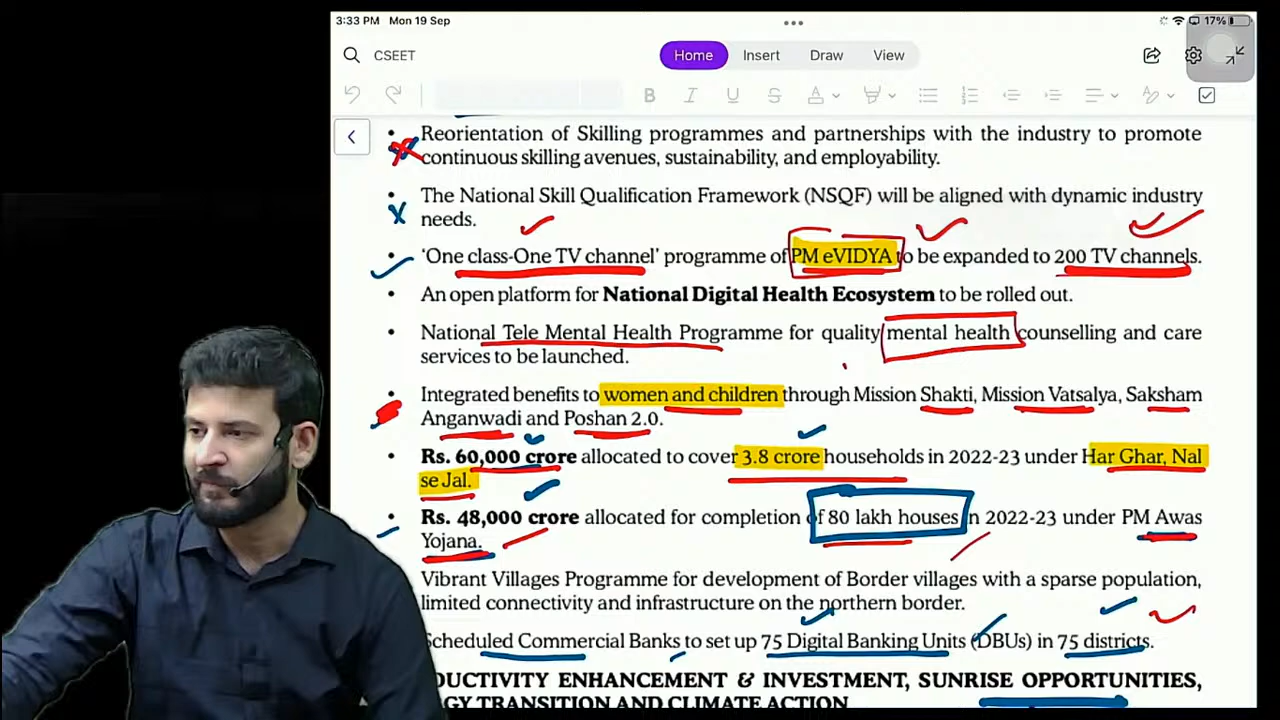 3:33 PM Mon 19 Sep
17%
CSEET
Home Insert Draw View
B I U S A
• Reorientation of Skilling programmes and partnerships with the industry to promote
continuous skilling avenues, sustainability, and employability.
• The National Skill Qualification Framework (NSQF) will be aligned with dynamic industry
needs.
• ‘One class-One TV channel’ programme of PM eVIDYA to be expanded to 200 TV channels.
• An open platform for National Digital Health Ecosystem to be rolled out.
• National Tele Mental Health Programme for quality mental health counselling and care
services to be launched.
• Integrated benefits to women and children through Mission Shakti, Mission Vatsalya, Saksham
Anganwadi and Poshan 2.0.
• Rs. 60,000 crore allocated to cover 3.8 crore households in 2022-23 under Har Ghar, Nal
se Jal.
• Rs. 48,000 crore allocated for completion of 80 lakh houses in 2022-23 under PM Awas
Yojana.
Vibrant Villages Programme for development of Border villages with a sparse population,
limited connectivity and infrastructure on the northern border.
Scheduled Commercial Banks to set up 75 Digital Banking Units (DBUs) in 75 districts.
ENHANCEMENT & INVESTMENT, SUNRISE OPPORTUNITIES,
TRANSITION AND CLIMATE ACTION